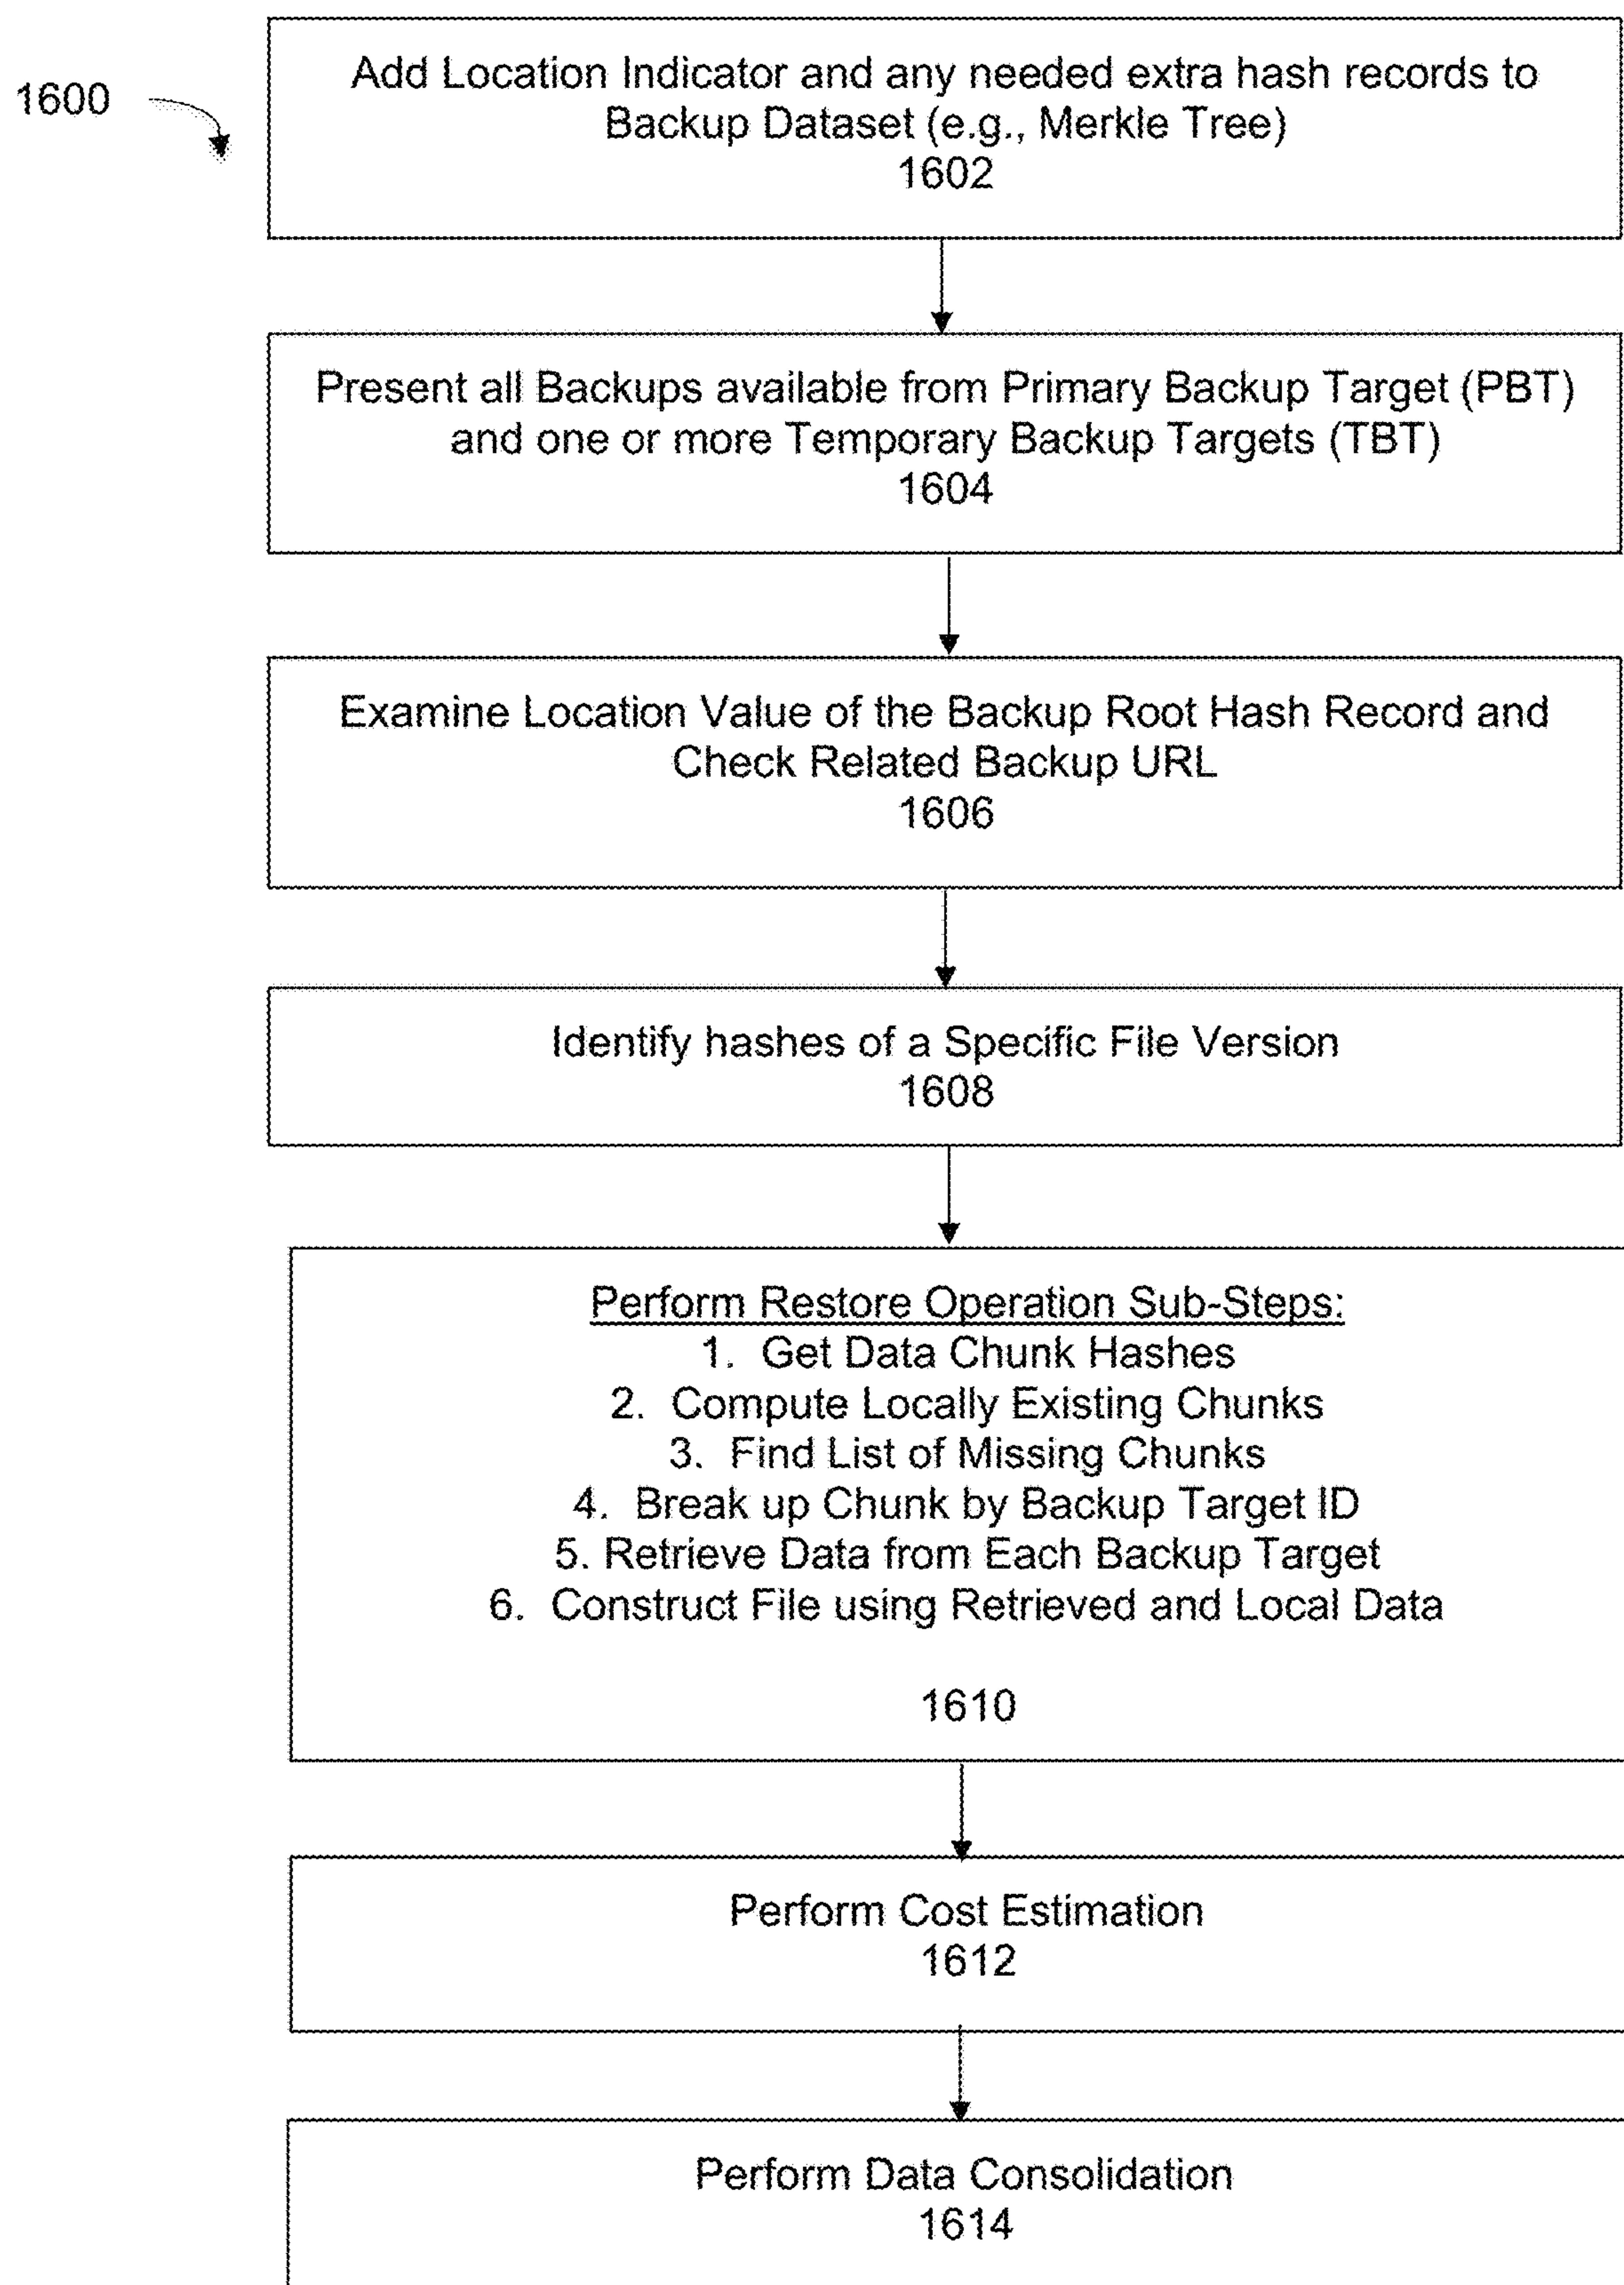 1600
Add Location Indicator and any needed extra hash records to
Backup Dataset (e.g., Merkle Tree)
1602
Present all Backups available from Primary Backup Target (PBT)
and one or more Temporary Backup Targets (TBT)
1604
Examine Location Value of the Backup Root Hash Record and
Check Related Backup URL
1606
Identify hashes of a Specific File Version
1608
Perform Restore Operation Sub-Steps:
1. Get Data Chunk Hashes
2. Compute Locally Existing Chunks
3. Find List of Missing Chunks
4. Break up Chunk by Backup Target ID
5. Retrieve Data from Each Backup Target
6. Construct File using Retrieved and Local Data
1610
Perform Cost Estimation
1612
Perform Data Consolidation
1614